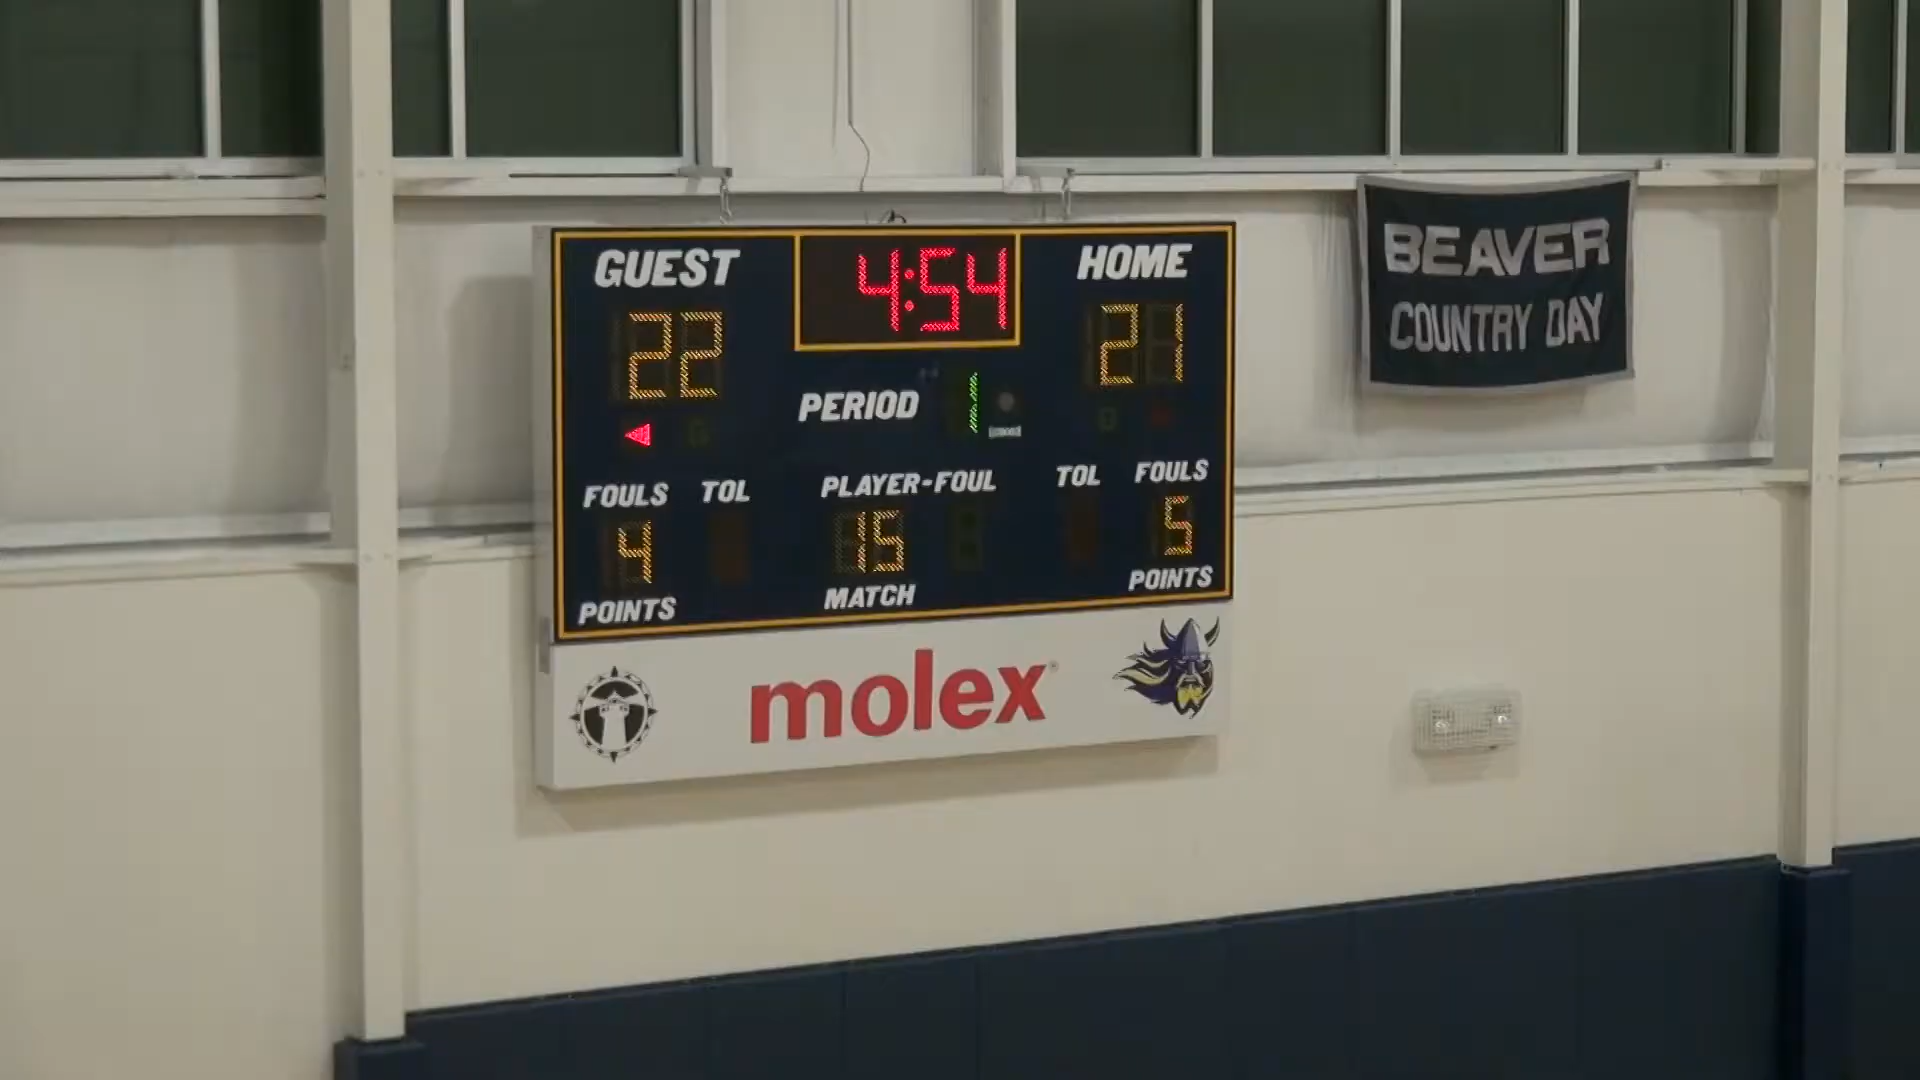 GUEST 4:54 HOME
22 21
PERIOD 1
FOULS TOL PLAYER-FOUL TOL FOULS
4 15 5
POINTS MATCH POINTS
molex
BEAVER
COUNTRY DAY